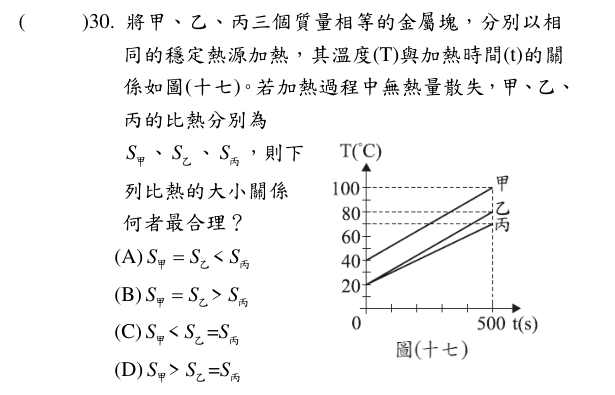 (　　)30. 將甲、乙、丙三個質量相等的金屬塊，分別以相
同的穩定熱源加熱，其溫度(T)與加熱時間(t)的關
係如圖(十七)。若加熱過程中無熱量散失，甲、乙、
丙的比熱分別為
S甲、S乙、S丙，則下
列比熱的大小關係
何者最合理？
(A) S甲 = S乙 < S丙
(B) S甲 = S乙 > S丙
(C) S甲 < S乙 =S丙
(D) S甲 > S乙 =S丙
T(℃)
甲
100
乙
80
丙
60
40
20
0
500 t(s)
圖(十七)